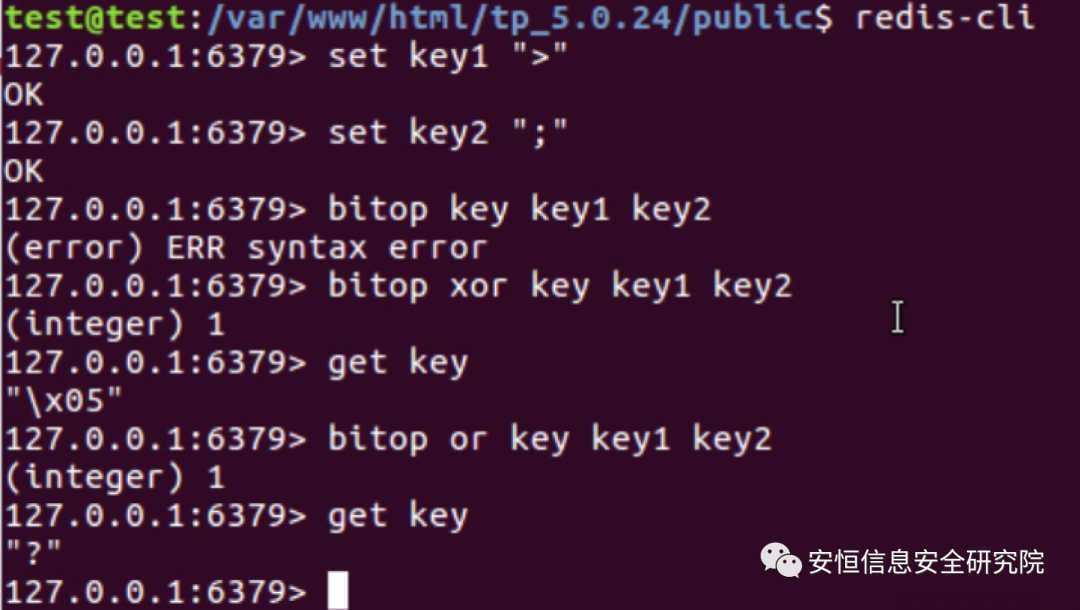 test@test:/var/www/html/tp_5.0.24/public$ redis-cli
127.0.0.1:6379> set key1 ">"
OK
127.0.0.1:6379> set key2 ";"
OK
127.0.0.1:6379> bitop key key1 key2
(error) ERR syntax error
127.0.0.1:6379> bitop xor key key1 key2
(integer) 1
127.0.0.1:6379> get key
"\x05"
127.0.0.1:6379> bitop or key key1 key2
(integer) 1
127.0.0.1:6379> get key
"?"
127.0.0.1:6379>
安恒信息安全研究院